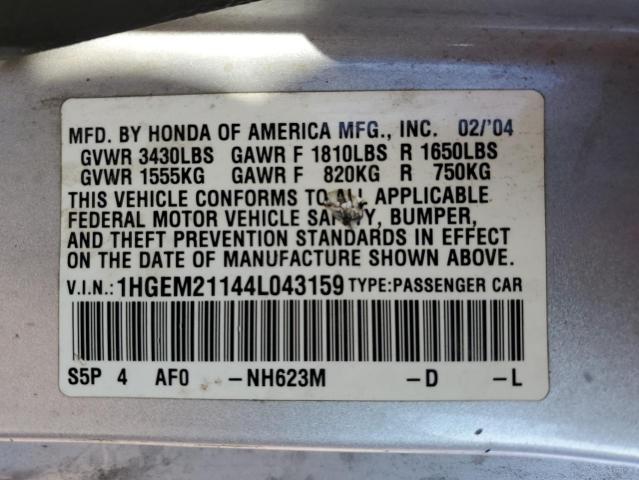 MFD. BY HONDA OF AMERICA MFG., INC. 02/'04
GVWR 3430LBS GAWR F 1810LBS R 1650LBS
GVWR 1555KG GAWR F 820KG R 750KG
THIS VEHICLE CONFORMS TO ALL APPLICABLE
FEDERAL MOTOR VEHICLE SAFETY, BUMPER,
AND THEFT PREVENTION STANDARDS IN EFFECT
ON THE DATE OF MANUFACTURE SHOWN ABOVE.
V.I.N.: 1HGEM21144L043159 TYPE:PASSENGER CAR
S5P 4 AF0 -NH623M -D -L